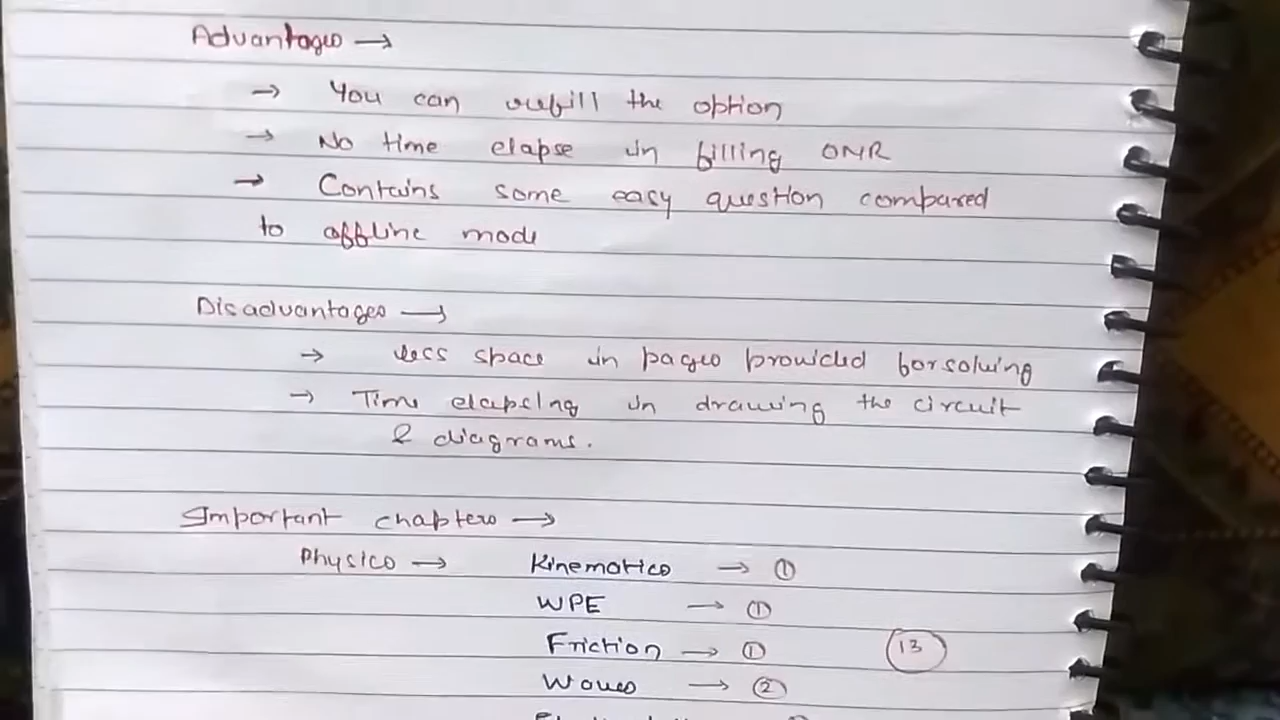 Advantages →
→ You can refill the option
→ No time elapse in filling OMR
→ Contains some easy question compared
to offline mode
Disadvantages →
→ less space in pages provided for solving
→ Time elapsing in drawing the circuit
& diagrams.
Important chapters →
Physics → Kinematics → ①
WPE → ①
Friction → ① 13
Waves → ②